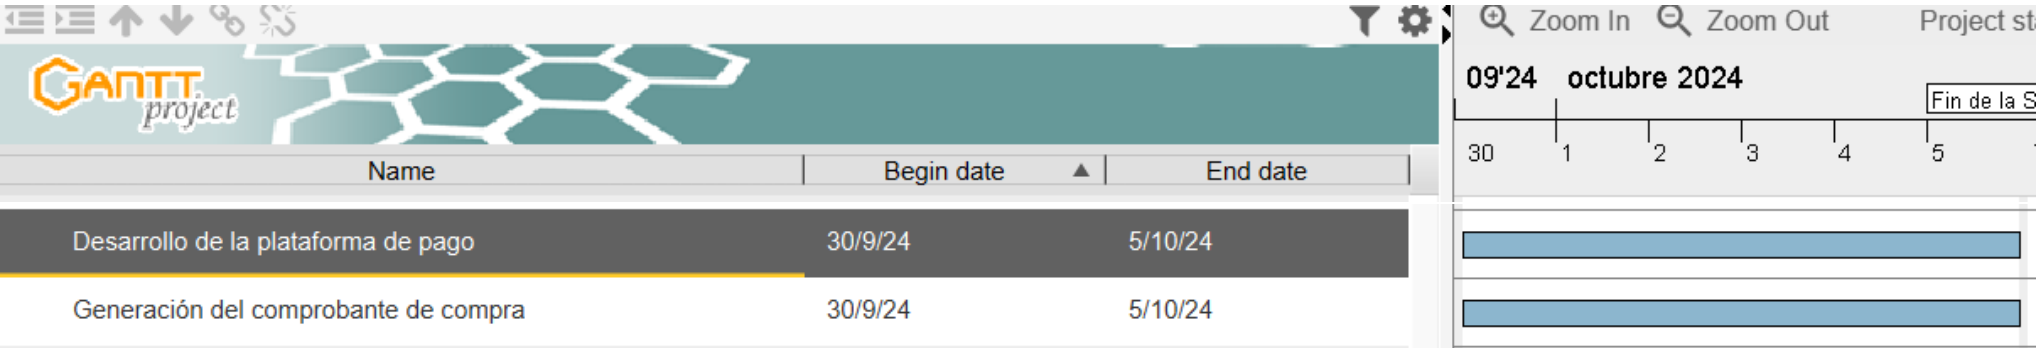 Zoom In Zoom Out Project sta
GANTT
project
09'24 octubre 2024
Fin de la S
30 1 2 3 4 5
Name Begin date End date
Desarrollo de la plataforma de pago 30/9/24 5/10/24
Generación del comprobante de compra 30/9/24 5/10/24